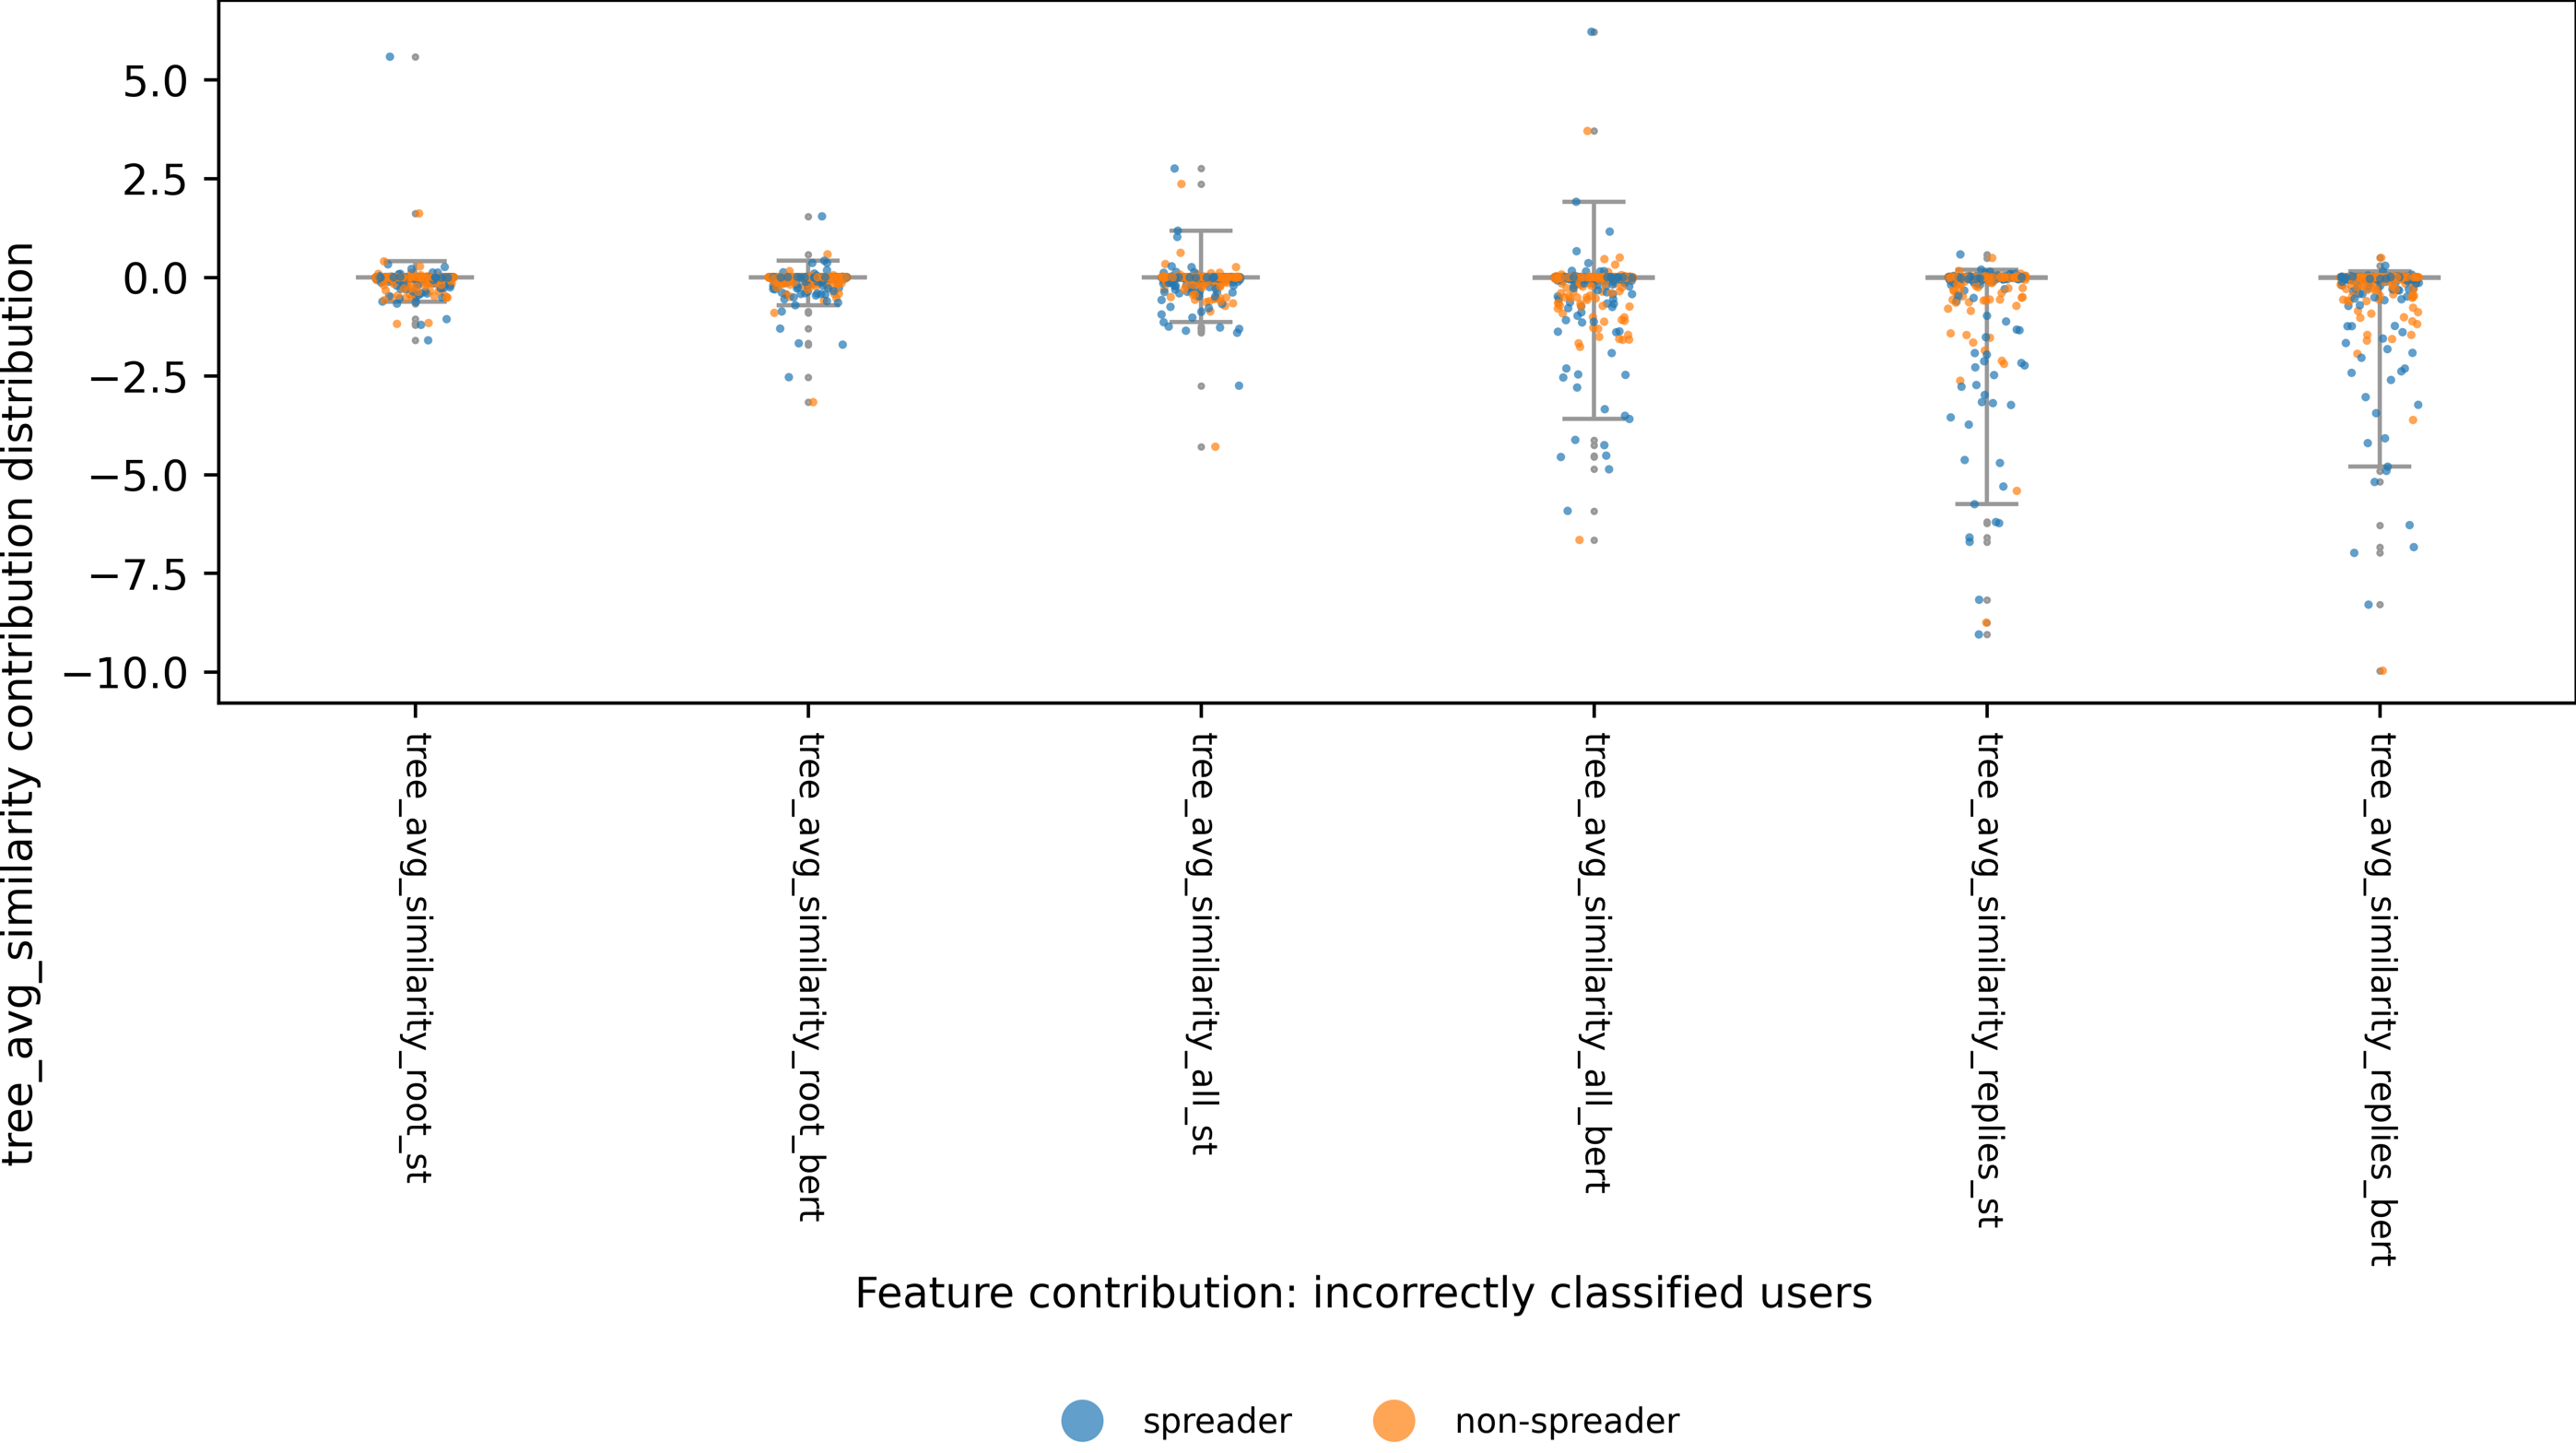 tree_avg_similarity contribution distribution
5.0
2.5
0.0
−2.5
−5.0
−7.5
−10.0
tree_avg_similarity_root_st
tree_avg_similarity_root_bert
tree_avg_similarity_all_st
tree_avg_similarity_all_bert
tree_avg_similarity_replies_st
tree_avg_similarity_replies_bert
Feature contribution: incorrectly classified users
spreader
non-spreader